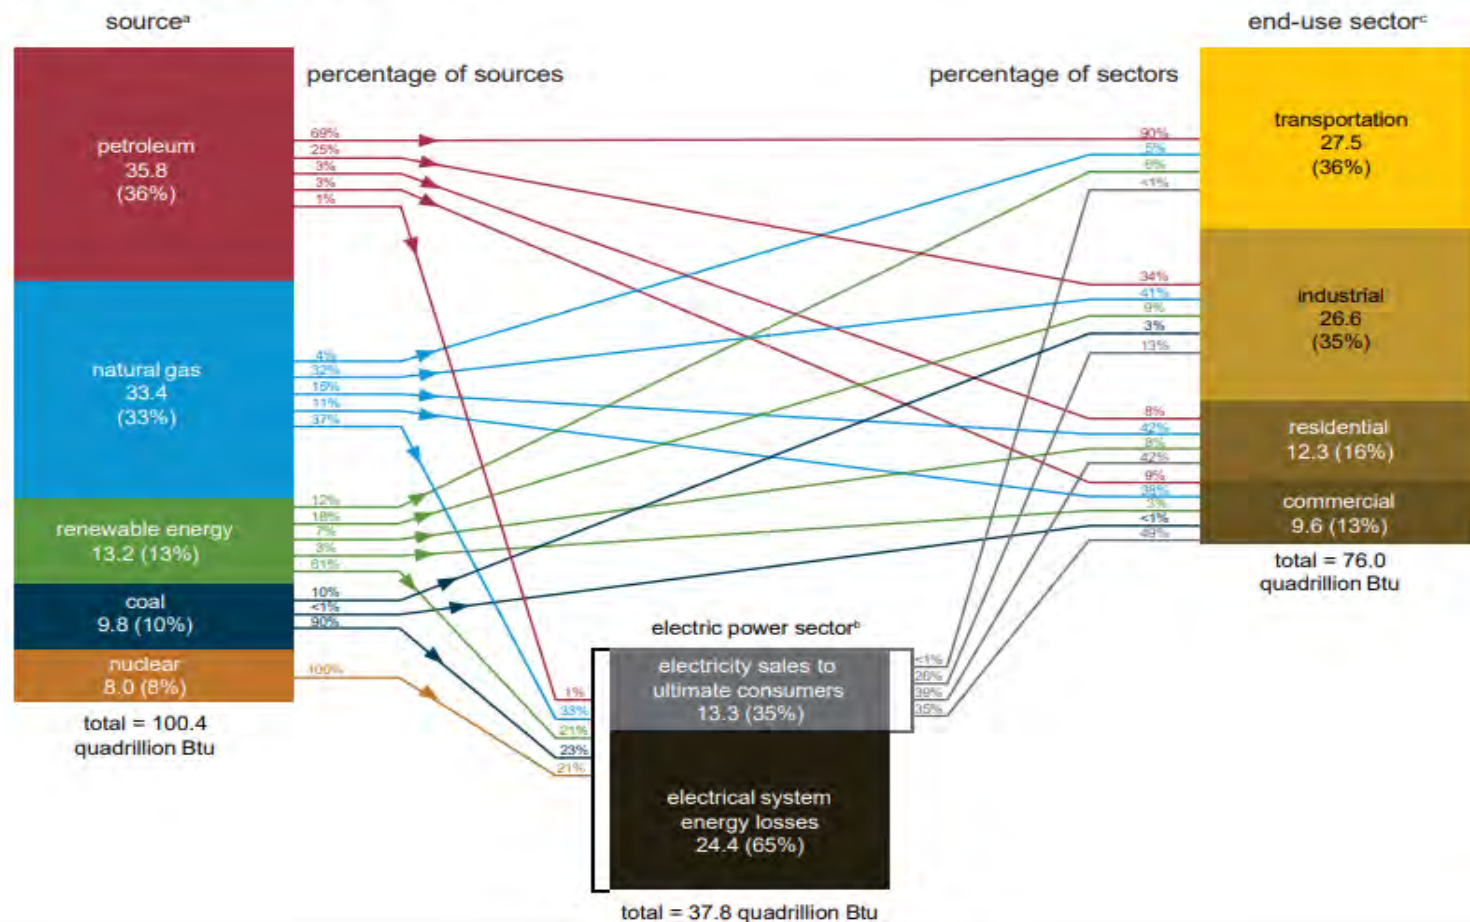 sourceᵃ
end-use sectorᶜ
percentage of sources
percentage of sectors
petroleum
35.8
(36%)
69%
25%
3%
3%
1%
natural gas
33.4
(33%)
4%
32%
15%
11%
37%
renewable energy
13.2 (13%)
12%
18%
7%
3%
61%
coal
9.8 (10%)
10%
<1%
90%
nuclear
8.0 (8%)
100%
total = 100.4
quadrillion Btu
90%
5%
6%
<1%
transportation
27.5
(36%)
34%
41%
9%
3%
13%
industrial
26.6
(35%)
8%
42%
8%
42%
residential
12.3 (16%)
9%
38%
3%
<1%
49%
commercial
9.6 (13%)
total = 76.0
quadrillion Btu
electric power sectorᵇ
1%
33%
21%
23%
21%
electricity sales to
ultimate consumers
13.3 (35%)
<1%
26%
39%
35%
electrical system
energy losses
24.4 (65%)
total = 37.8 quadrillion Btu